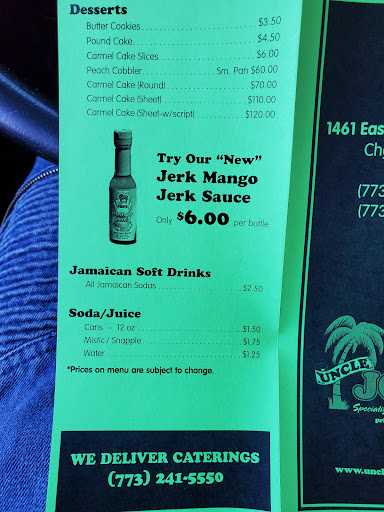 Desserts
Butter Cookies.......................................$3.50
Pound Cake.........................................$4.50
Carmel Cake Slices..............................$6.00
Peach Cobbler......................Sm. Pan $60.00
Carmel Cake (Round)............................$70.00
Carmel Cake (Sheet)............................$110.00
Carmel Cake (Sheet-w/script)..................$120.00
Try Our “New”
Jerk Mango
Jerk Sauce
Only $6.00 per bottle
Jamaican Soft Drinks
All Jamaican Sodas................................$2.50
Soda/Juice
Cans - 12 oz.......................................$1.50
Mistic / Snapple...................................$1.75
Water...............................................$1.25
*Prices on menu are subject to change.
WE DELIVER CATERINGS
(773) 241-5550
1461 Eas
Ch
(773
(773
UNCLE
J
Speciali
www.uncl